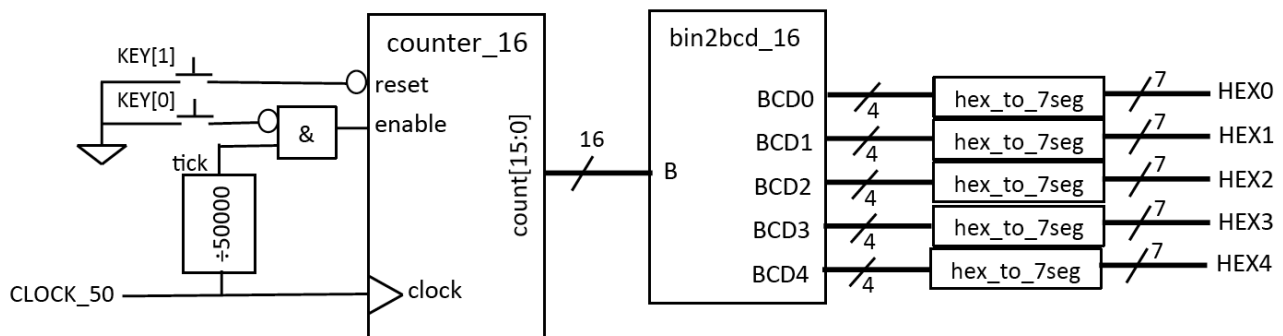 KEY[1]
KEY[0]
tick
÷50000
CLOCK_50
&
counter_16
reset
enable
count[15:0]
clock
16
bin2bcd_16
B
BCD0
BCD1
BCD2
BCD3
BCD4
4
hex_to_7seg
7
HEX0
4
hex_to_7seg
7
HEX1
4
hex_to_7seg
7
HEX2
4
hex_to_7seg
7
HEX3
4
hex_to_7seg
7
HEX4